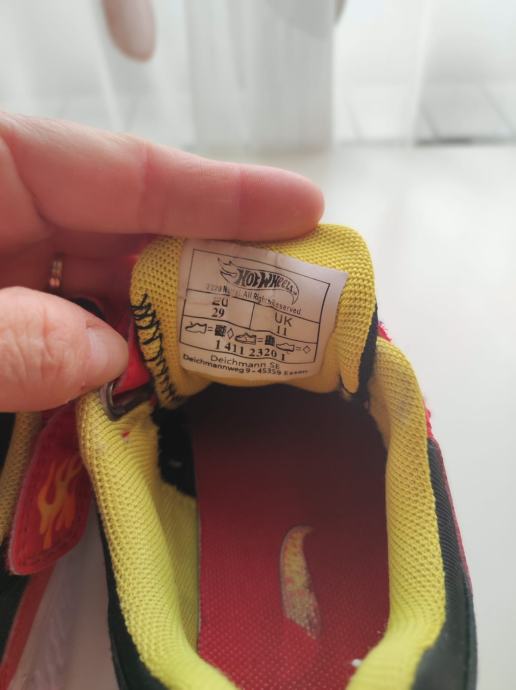 HOT WHEELS
All Rights Reserved
EU UK
29 11
1 411 2320 1
Deichmann SE
Deichmannweg 9 - 45359 Essen